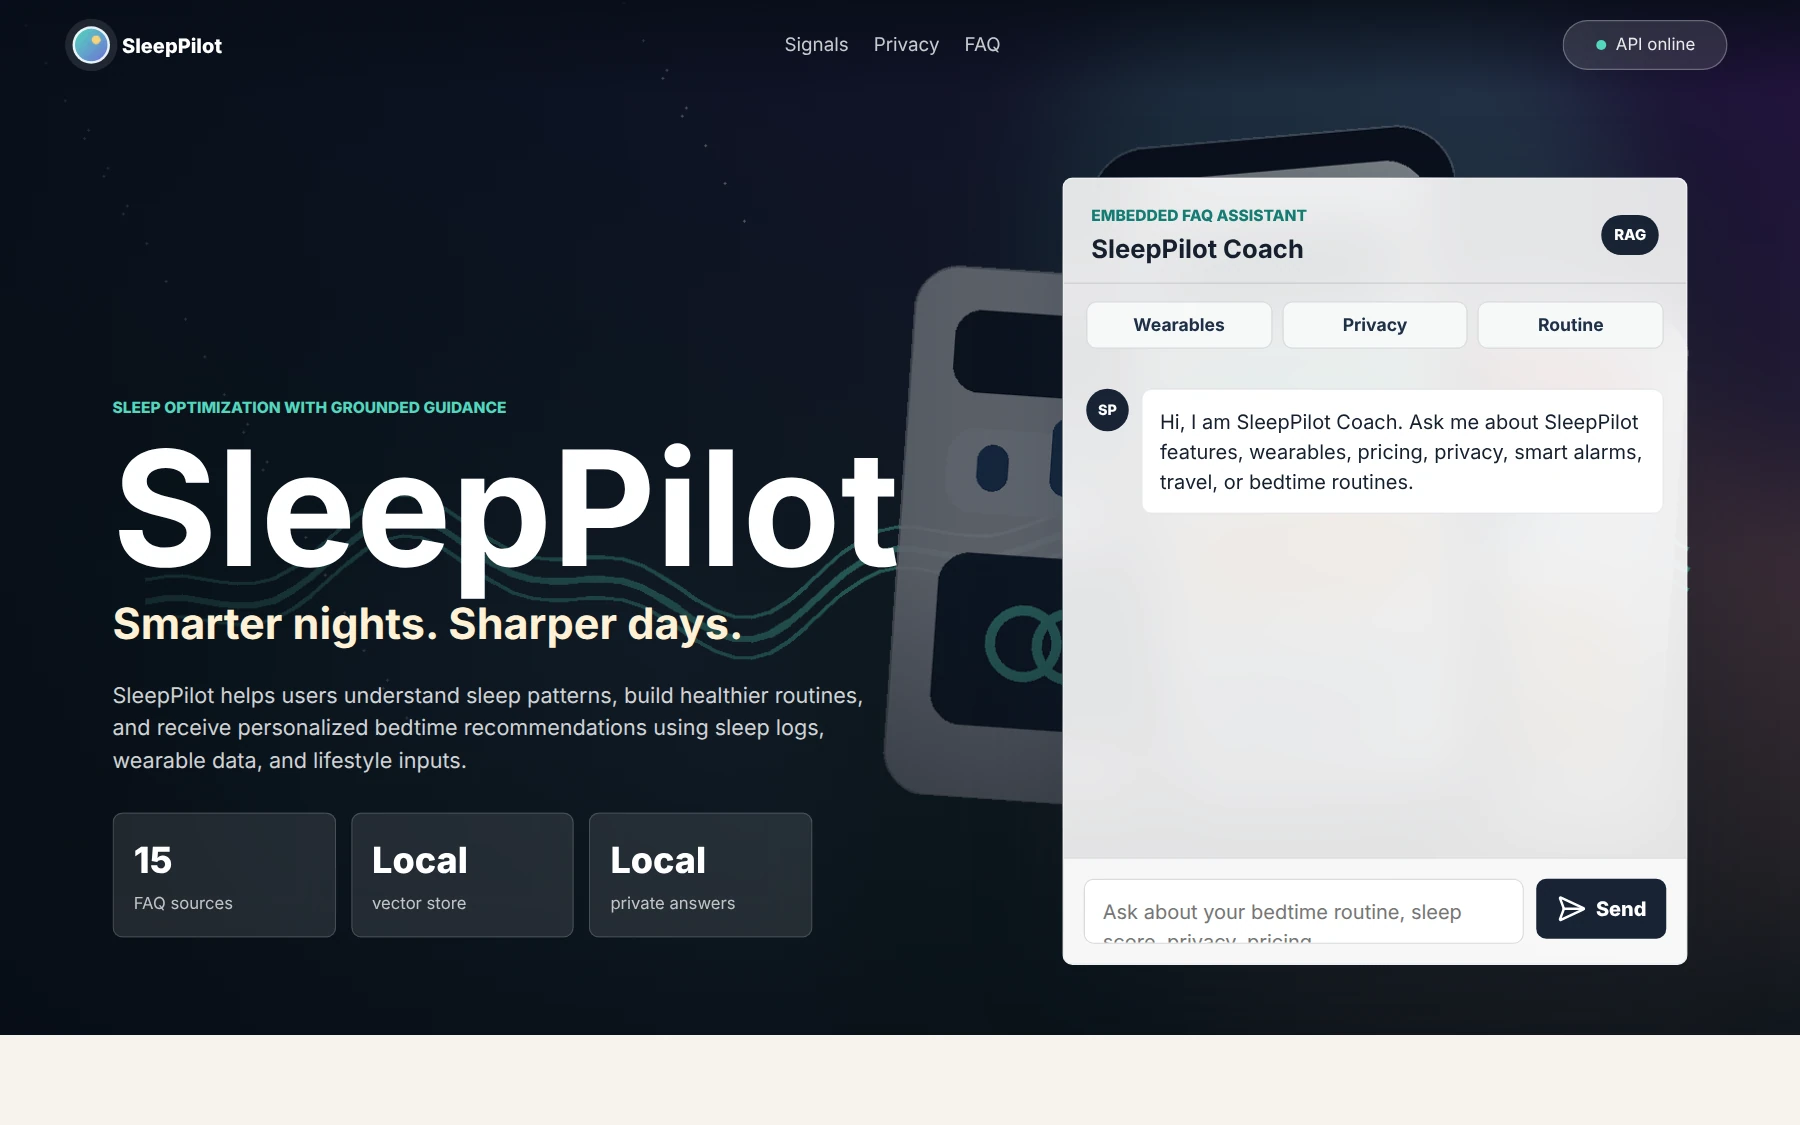 SleepPilot
Signals Privacy FAQ
API online
SLEEP OPTIMIZATION WITH GROUNDED GUIDANCE
SleepPilot
Smarter nights. Sharper days.
SleepPilot helps users understand sleep patterns, build healthier routines,
and receive personalized bedtime recommendations using sleep logs,
wearable data, and lifestyle inputs.
15
FAQ sources
Local
vector store
Local
private answers
EMBEDDED FAQ ASSISTANT
SleepPilot Coach
RAG
Wearables
Privacy
Routine
SP
Hi, I am SleepPilot Coach. Ask me about SleepPilot
features, wearables, pricing, privacy, smart alarms,
travel, or bedtime routines.
Ask about your bedtime routine, sleep
score, privacy, pricing
Send